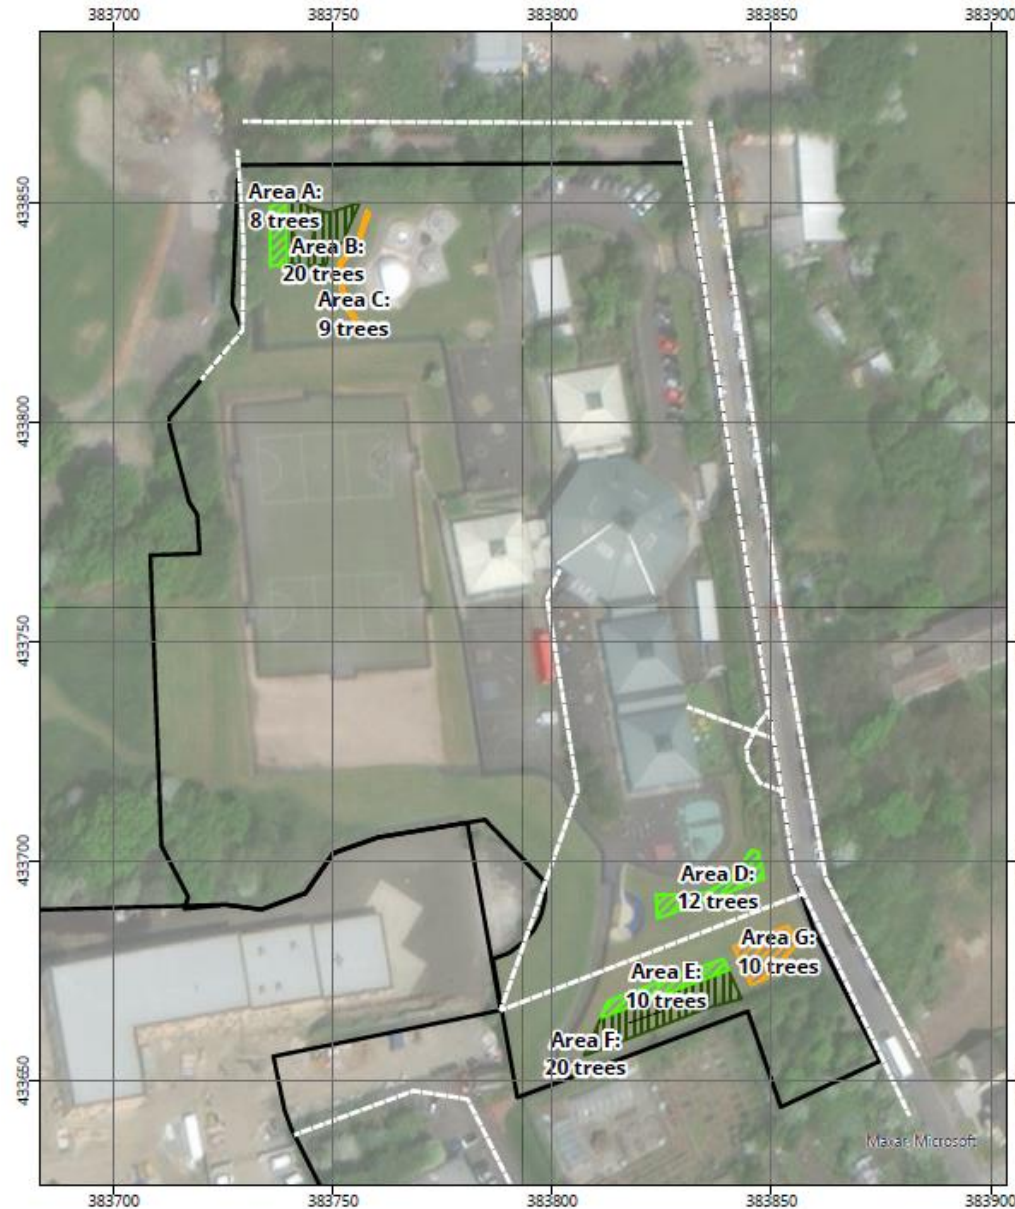 383700 383750 383800 383850 383900
433850
Area A:
8 trees
Area B:
20 trees
Area C:
9 trees
433800
433750
433700
Area D:
12 trees
Area G:
10 trees
Area E:
10 trees
Area F:
20 trees
433650
Maxar, Microsoft
383700 383750 383800 383850 383900